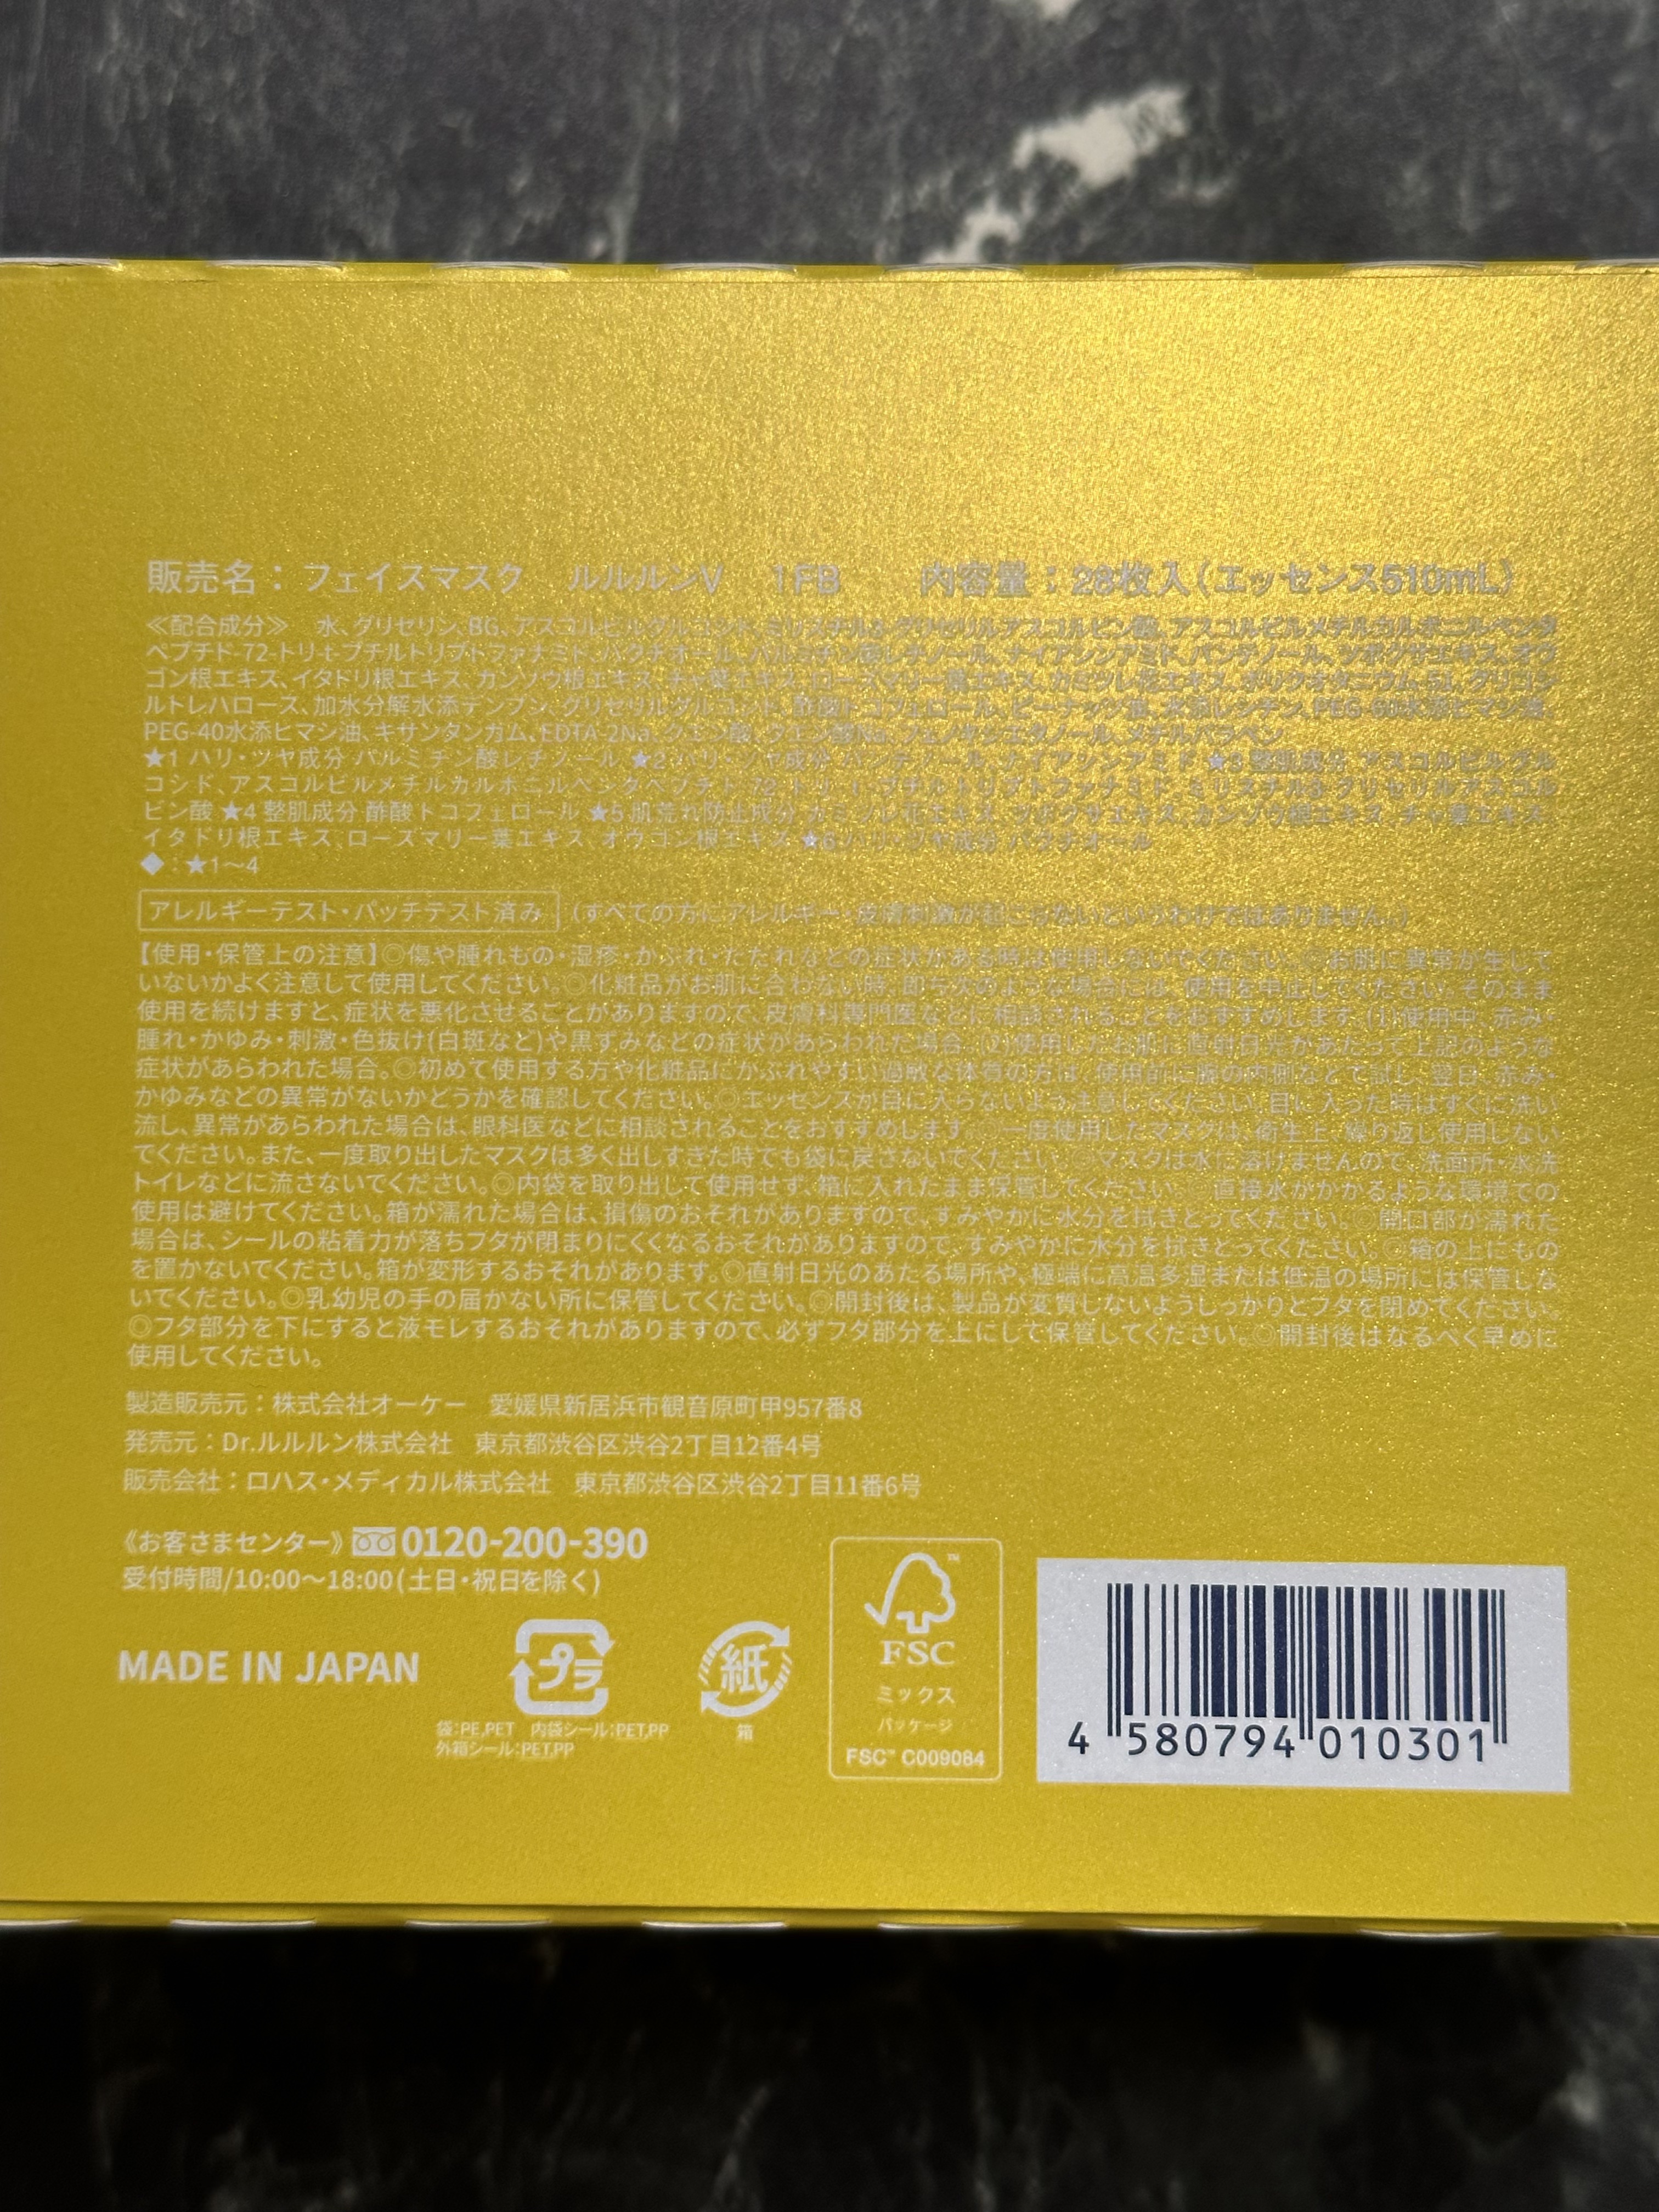 販売名：フェイスマスク　ルルルンV　1FB　　内容量：28枚入（エッセンス510mL）
≪配合成分≫　水、グリセリン、BG、アスコルビルグルコシド、ミリスチル3-グリセリルアスコルビン酸、アスコルビルメチルカルボニルペンタ
ペプチド-72-トリ-t-ブチルトリプトファナミド、バクチオール、パルミチン酸レチノール、ナイアシンアミド、パンテノール、ツボクサエキス、オウ
ゴン根エキス、イタドリ根エキス、カンゾウ根エキス、チャ葉エキス、ローズマリー葉エキス、カミツレ花エキス、ポリクオタニウム-51、グリコシ
ルトレハロース、加水分解水添デンプン、グリセリルグルコシド、酢酸トコフェロール、ピーナッツ油、水添レシチン、PEG-60水添ヒマシ油、
PEG-40水添ヒマシ油、キサンタンガム、EDTA-2Na、クエン酸、クエン酸Na、フェノキシエタノール、メチルパラベン
★1 ハリ・ツヤ成分 パルミチン酸レチノール ★2 ハリ・ツヤ成分 パンテノール、ナイアシンアミド ★3 整肌成分 アスコルビルグル
コシド、アスコルビルメチルカルボニルペンタペプチド-72-トリ-t-ブチルトリプトファナミド、ミリスチル3-グリセリルアスコル
ビン酸 ★4 整肌成分 酢酸トコフェロール ★5 肌荒れ防止成分 カミツレ花エキス、ツボクサエキス、カンゾウ根エキス、チャ葉エキス、
イタドリ根エキス、ローズマリー葉エキス、オウゴン根エキス ★6 ハリ・ツヤ成分 バクチオール
◆：★1〜4
アレルギーテスト・パッチテスト済み （すべての方にアレルギー・皮膚刺激が起こらないというわけではありません。）
【使用・保管上の注意】◎傷や腫れもの・湿疹・かぶれ・ただれなどの症状がある時は使用しないでください。◎お肌に異常が生じて
いないかよく注意して使用してください。◎化粧品がお肌に合わない時、即ち次のような場合には、使用を中止してください。そのまま
使用を続けますと、症状を悪化させることがありますので、皮膚科専門医などに相談されることをおすすめします。(1)使用中、赤み・
腫れ・かゆみ・刺激・色抜け(白斑など)や黒ずみなどの症状があらわれた場合。(2)使用したお肌に直射日光があたって上記のような
症状があらわれた場合。◎初めて使用する方や化粧品にかぶれやすい過敏な体質の方は、使用前に腕の内側などで試し、翌日、赤み・
かゆみなどの異常がないかどうかを確認してください。◎エッセンスが目に入らないよう注意してください。目に入った時はすぐに洗い
流し、異常があらわれた場合は、眼科医などに相談されることをおすすめします。◎一度使用したマスクは、衛生上、繰り返し使用しない
でください。また、一度取り出したマスクは多く出しすぎた時でも袋に戻さないでください。◎マスクは水に溶けませんので、洗面所・水洗
トイレなどに流さないでください。◎内袋を取り出して使用せず、箱に入れたまま保管してください。◎直接水がかかるような環境での
使用は避けてください。箱が濡れた場合は、損傷のおそれがありますので、すみやかに水分を拭きとってください。◎開口部が濡れた
場合は、シールの粘着力が落ちフタが閉まりにくくなるおそれがありますので、すみやかに水分を拭きとってください。◎箱の上にもの
を置かないでください。箱が変形するおそれがあります。◎直射日光のあたる場所や、極端に高温多湿または低温の場所には保管しな
いでください。◎乳幼児の手の届かない所に保管してください。◎開封後は、製品が変質しないようしっかりとフタを閉めてください。
◎フタ部分を下にすると液モレするおそれがありますので、必ずフタ部分を上にして保管してください。◎開封後はなるべく早めに
使用してください。
製造販売元：株式会社オーケー　愛媛県新居浜市観音原町甲957番8
発売元：Dr.ルルルン株式会社　東京都渋谷区渋谷2丁目12番4号
販売会社：ロハス・メディカル株式会社　東京都渋谷区渋谷2丁目11番6号
《お客さまセンター》0120-200-390
受付時間/10:00〜18:00(土日・祝日を除く)
MADE IN JAPAN
プラ
袋：PE,PET　内袋シール：PET,PP
外箱シール：PET,PP
紙
箱
FSC
ミックス
パッケージ
FSC™ C009084
4 580794 010301